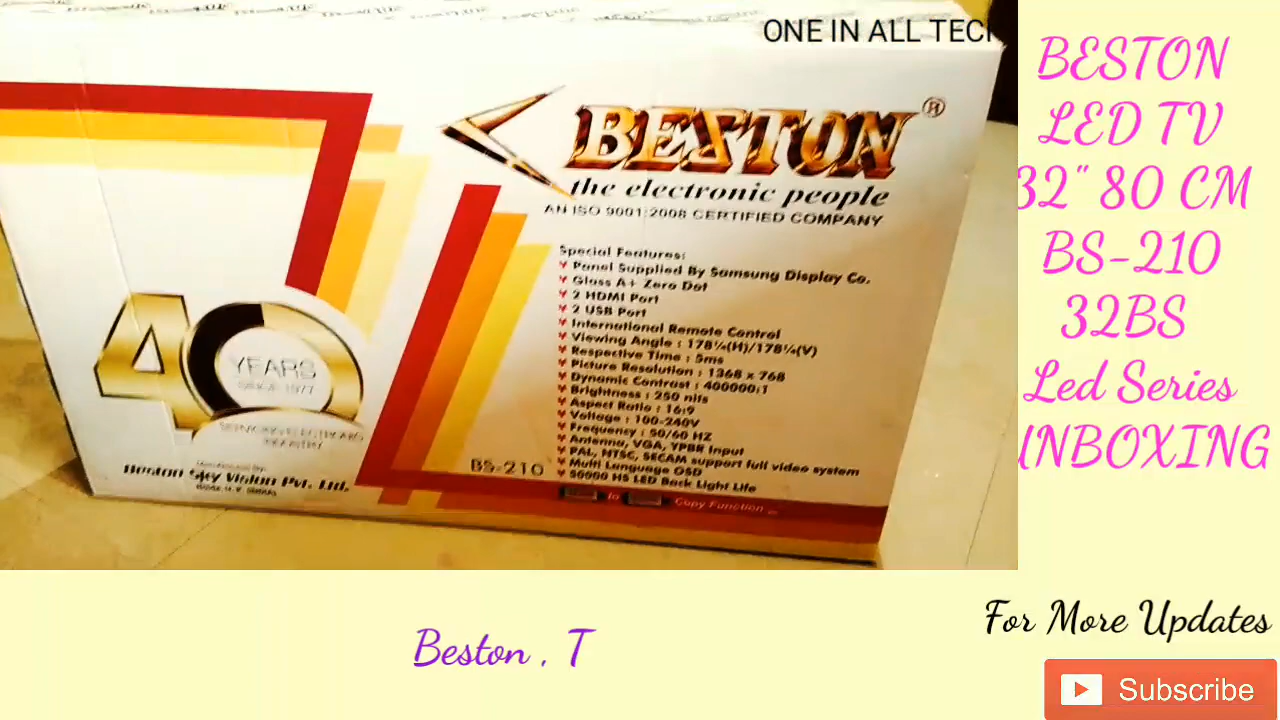 ONE IN ALL TECH
BESTON®
the electronic people
AN ISO 9001:2008 CERTIFIED COMPANY
Special Features:
Panel Supplied By Samsung Display Co.
Glass A+ Zero Dot
2 HDMI Port
2 USB Port
International Remote Control
Viewing Angle : 178°(H)/178°(V)
Respective Time : 5ms
Picture Resolution : 1368 x 768
Dynamic Contrast : 400000:1
Brightness : 250 nits
Aspect Ratio : 16:9
Voltage : 100-240V
Frequency : 50/60 HZ
Antenna, VGA, YPBR Input
PAL, NTSC, SECAM support full video system
Multi Language OSD
50000 HS LED Back Light Life
to Copy Function
BS-210
40
YEARS
SINCE 1977
INDUSTRY
Beston Sky Vision Pvt. Ltd.
BESTON
LED TV
32" 80 CM
BS-210
32BS
Led Series
UNBOXING
Beston , T
For More Updates
Subscribe